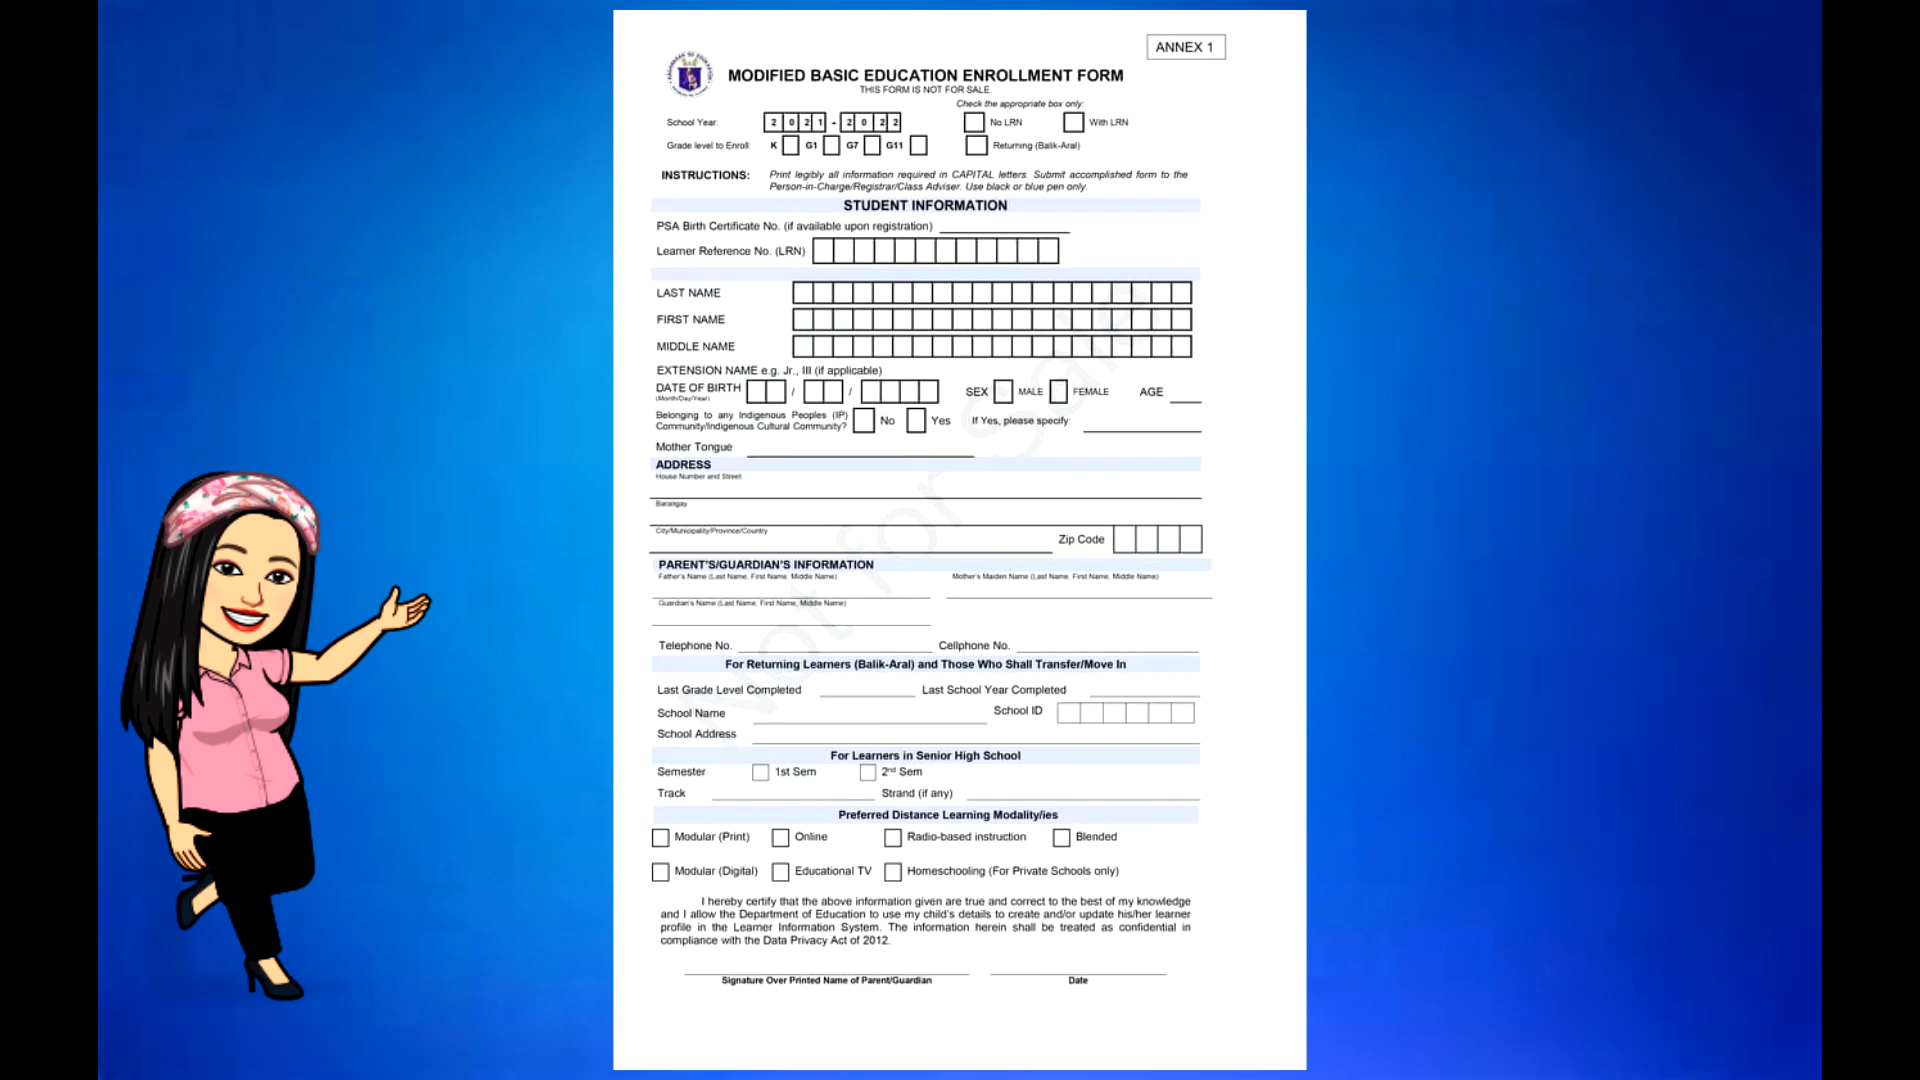 ANNEX 1
MODIFIED BASIC EDUCATION ENROLLMENT FORM
THIS FORM IS NOT FOR SALE.
Check the appropriate box only:
School Year: 2 0 2 1 - 2 0 2 2 No LRN With LRN
Grade level to Enroll: K G1 G7 G11 Returning (Balik-Aral)
INSTRUCTIONS: Print legibly all information required in CAPITAL letters. Submit accomplished form to the
Person-in-Charge/Registrar/Class Adviser. Use black or blue pen only.
STUDENT INFORMATION
PSA Birth Certificate No. (if available upon registration)
Learner Reference No. (LRN)
LAST NAME
FIRST NAME
MIDDLE NAME
EXTENSION NAME e.g. Jr., III (if applicable)
DATE OF BIRTH / / SEX MALE FEMALE AGE
(Month/Day/Year)
Belonging to any Indigenous Peoples (IP)
Community/Indigenous Cultural Community? No Yes If Yes, please specify:
Mother Tongue
ADDRESS
House Number and Street
Barangay
City/Municipality/Province/Country
Zip Code
PARENT'S/GUARDIAN'S INFORMATION
Father's Name (Last Name, First Name, Middle Name) Mother's Maiden Name (Last Name, First Name, Middle Name)
Guardian's Name (Last Name, First Name, Middle Name)
Telephone No. Cellphone No.
For Returning Learners (Balik-Aral) and Those Who Shall Transfer/Move In
Last Grade Level Completed Last School Year Completed
School Name School ID
School Address
For Learners in Senior High School
Semester 1st Sem 2nd Sem
Track Strand (if any)
Preferred Distance Learning Modality/ies
Modular (Print) Online Radio-based instruction Blended
Modular (Digital) Educational TV Homeschooling (For Private Schools only)
I hereby certify that the above information given are true and correct to the best of my knowledge
and I allow the Department of Education to use my child's details to create and/or update his/her learner
profile in the Learner Information System. The information herein shall be treated as confidential in
compliance with the Data Privacy Act of 2012.
Signature Over Printed Name of Parent/Guardian Date
Not for Sale